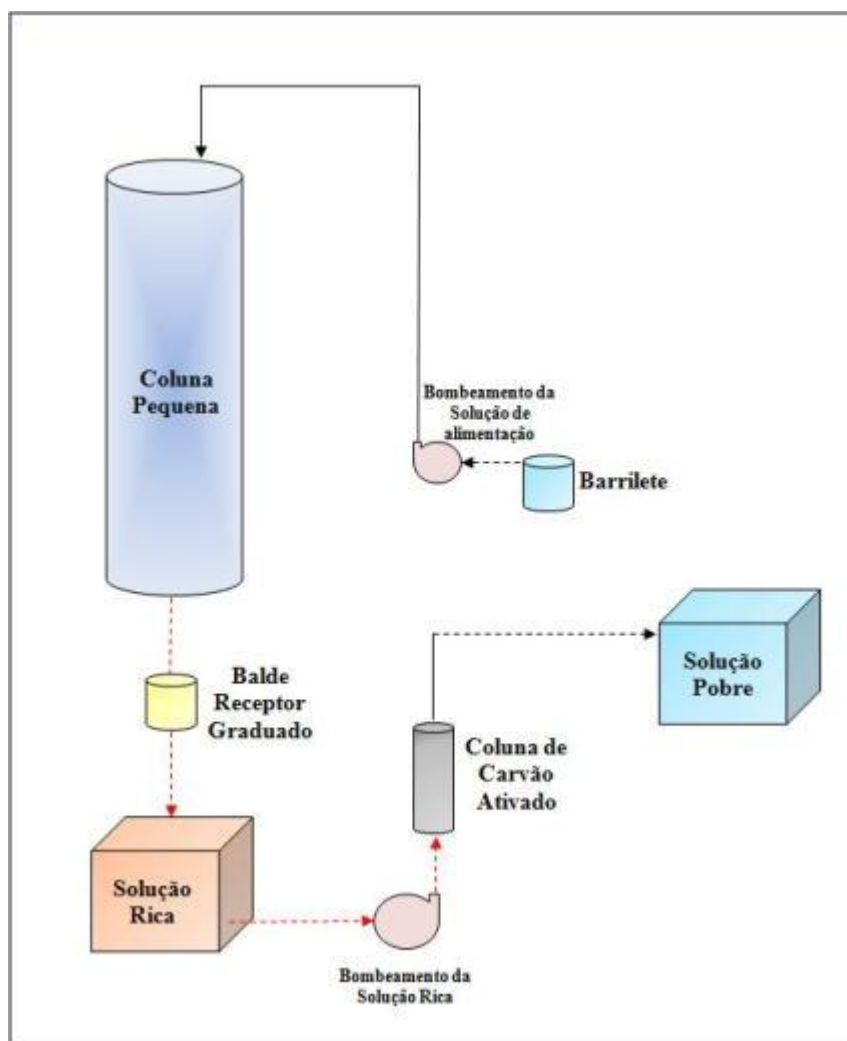 Coluna
Pequena
Bombeamento da
Solução de
alimentação
Barrilete
Balde
Receptor
Graduado
Solução
Pobre
Coluna de
Carvão
Ativado
Solução
Rica
Bombeamento da
Solução Rica